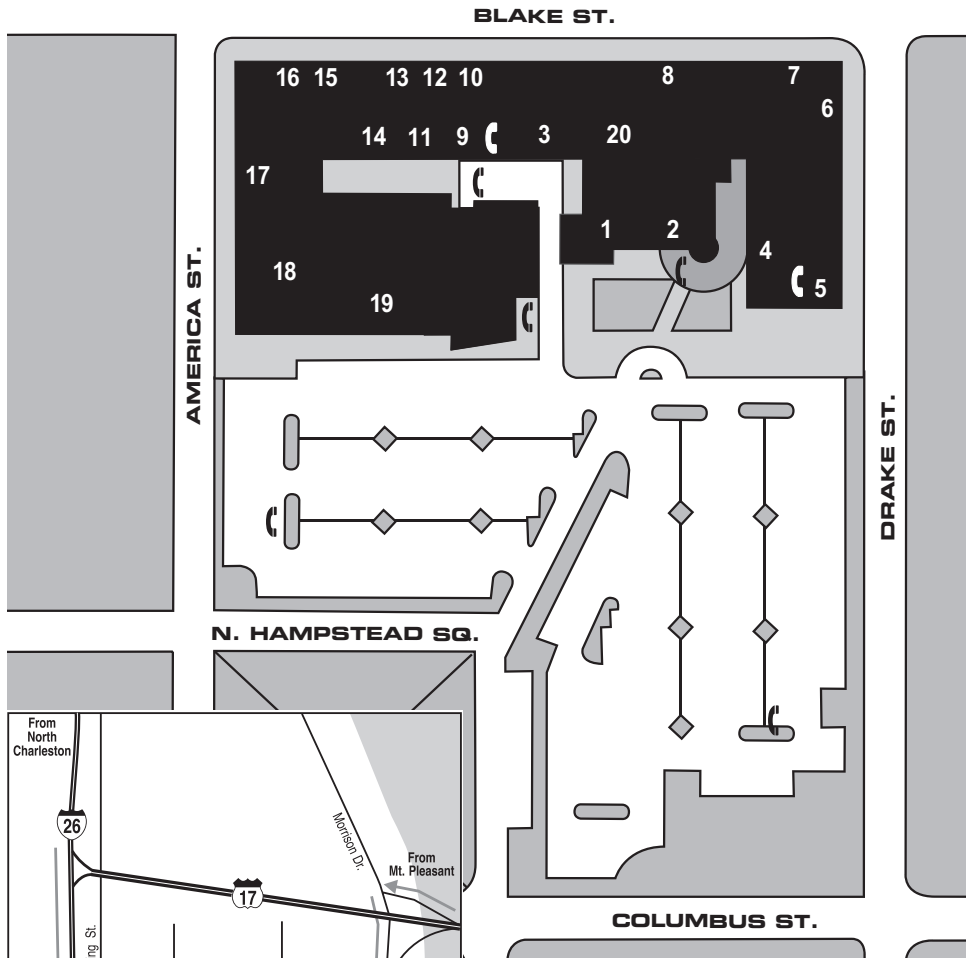 BLAKE ST.
16 15 13 12 10 8 7
6
14 11 9 3 20
17
1 2
4
18
5
19
AMERICA ST.
DRAKE ST.
N. HAMPSTEAD SQ.
From
North
Charleston
26
Morrison Dr.
From
Mt. Pleasant
17
St.
COLUMBUS ST.